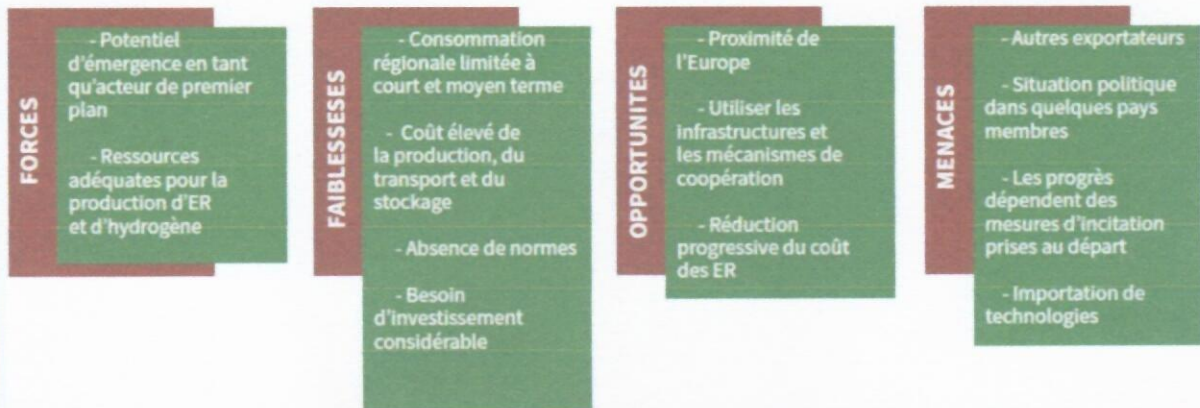 FORCES
- Potentiel
d'émergence en tant
qu'acteur de premier
plan
- Ressources
adéquates pour la
production d'ER
et d'hydrogène
FAIBLESSESES
- Consommation
régionale limitée à
court et moyen terme
- Coût élevé de
la production, du
transport et du
stockage
- Absence de normes
- Besoin
d'investissement
considérable
OPPORTUNITES
- Proximité de
l'Europe
- Utiliser les
infrastructures et
les mécanismes de
coopération
- Réduction
progressive du coût
des ER
MENACES
- Autres exportateurs
- Situation politique
dans quelques pays
membres
- Les progrès
dépendent des
mesures d'incitation
prises au départ
- Importation de
technologies